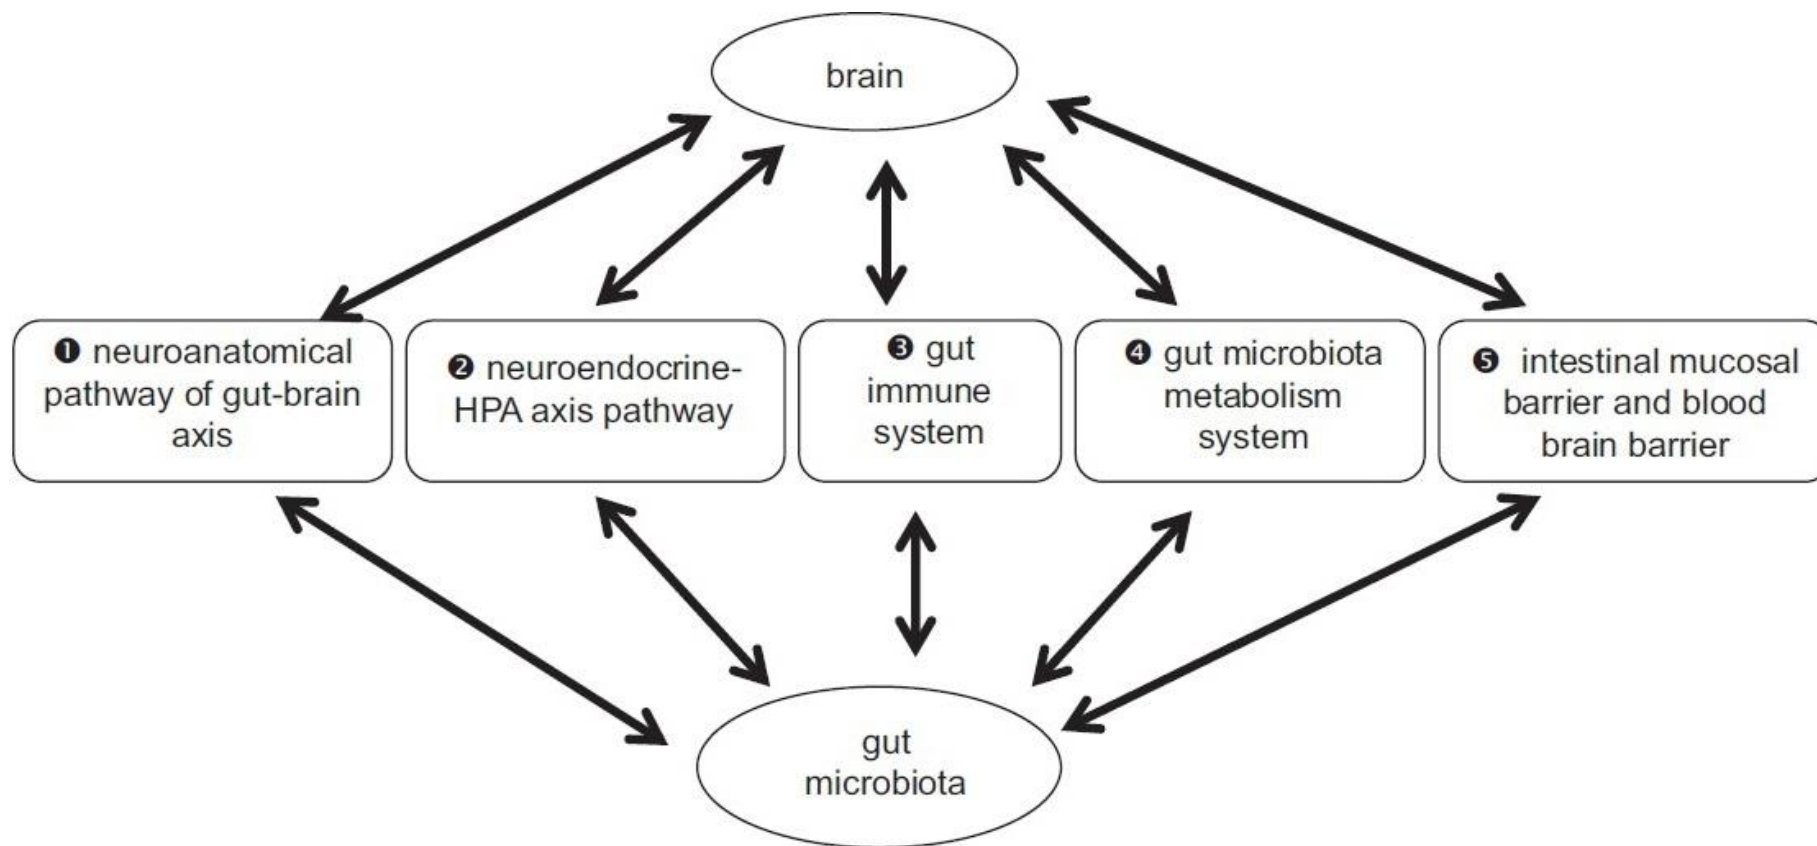 brain
❶ neuroanatomical
pathway of gut-brain
axis
❷ neuroendocrine-
HPA axis pathway
❸ gut
immune
system
❹ gut microbiota
metabolism
system
❺ intestinal mucosal
barrier and blood
brain barrier
gut
microbiota